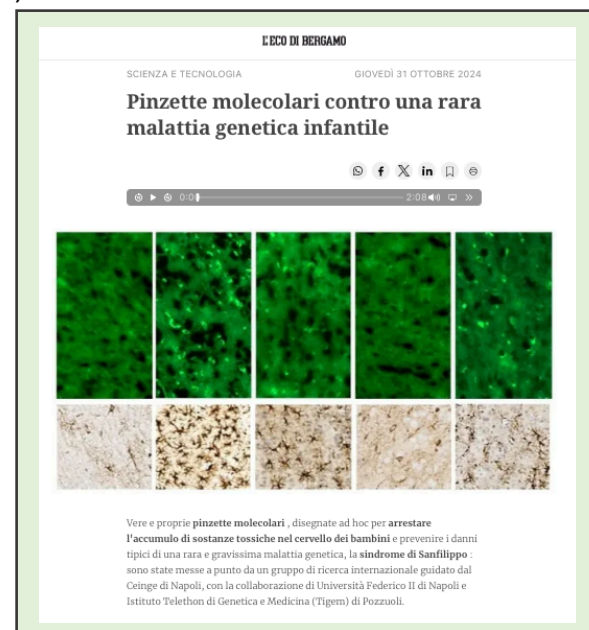 L'ECO DI BERGAMO
SCIENZA E TECNOLOGIA GIOVEDÌ 31 OTTOBRE 2024
Pinzette molecolari contro una rara
malattia genetica infantile
0:00 2:08
Vere e proprie pinzette molecolari , disegnate ad hoc per arrestare
l'accumulo di sostanze tossiche nel cervello dei bambini e prevenire i danni
tipici di una rara e gravissima malattia genetica, la sindrome di Sanfilippo :
sono state messe a punto da un gruppo di ricerca internazionale guidato dal
Ceinge di Napoli, con la collaborazione di Università Federico II di Napoli e
Istituto Telethon di Genetica e Medicina (Tigem) di Pozzuoli.